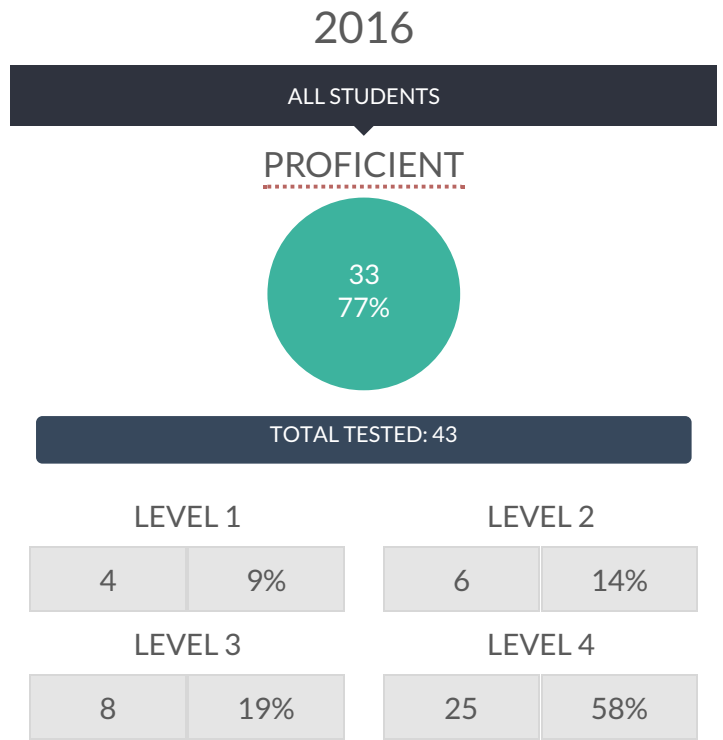 2016
ALL STUDENTS
PROFICIENT
33
77%
TOTAL TESTED: 43
LEVEL 1
4 9%
LEVEL 2
6 14%
LEVEL 3
8 19%
LEVEL 4
25 58%